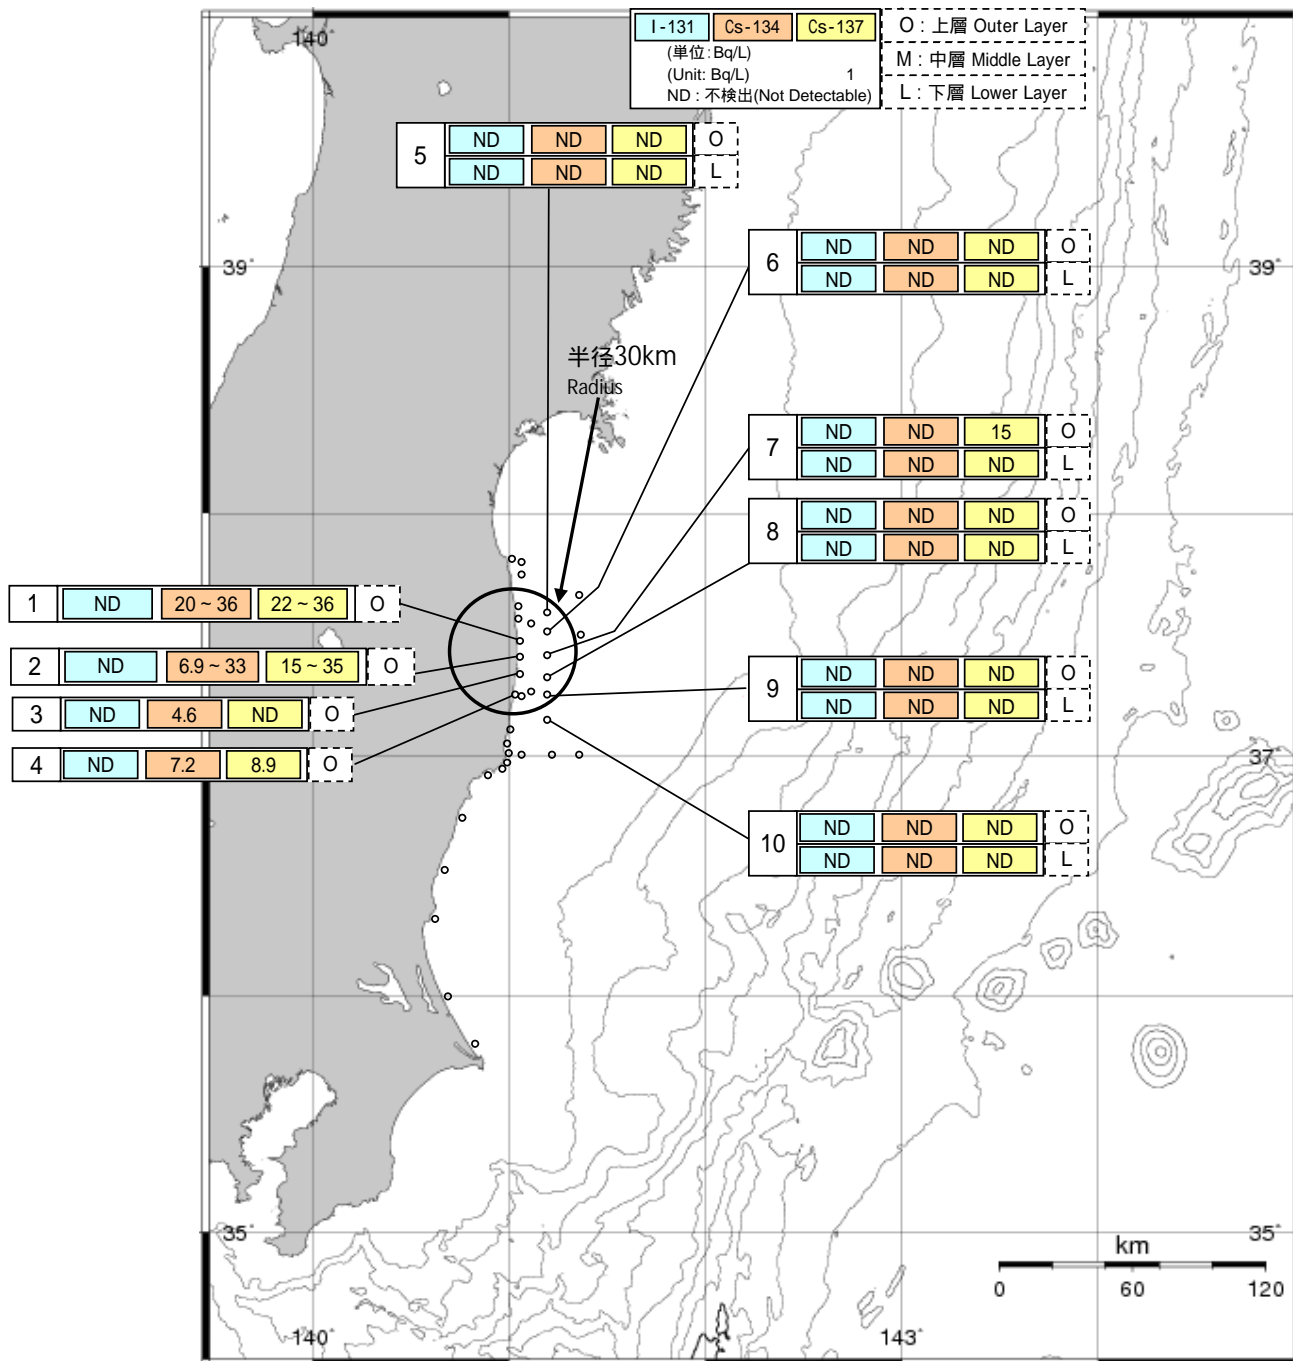 140°
I-131 Cs-134 Cs-137
(単位:Bq/L)
(Unit: Bq/L) 1
ND : 不検出(Not Detectable)
O : 上層 Outer Layer
M : 中層 Middle Layer
L : 下層 Lower Layer
5
ND ND ND O
ND ND ND L
39°
39°
6
ND ND ND O
ND ND ND L
半径30km
Radius
7
ND ND 15 O
ND ND ND L
8
ND ND ND O
ND ND ND L
1 ND 20 ~ 36 22 ~ 36 O
2 ND 6.9 ~ 33 15 ~ 35 O
3 ND 4.6 ND O
4 ND 7.2 8.9 O
9
ND ND ND O
ND ND ND L
37°
10
ND ND ND O
ND ND ND L
35°
35°
km
0 60 120
140°
143°